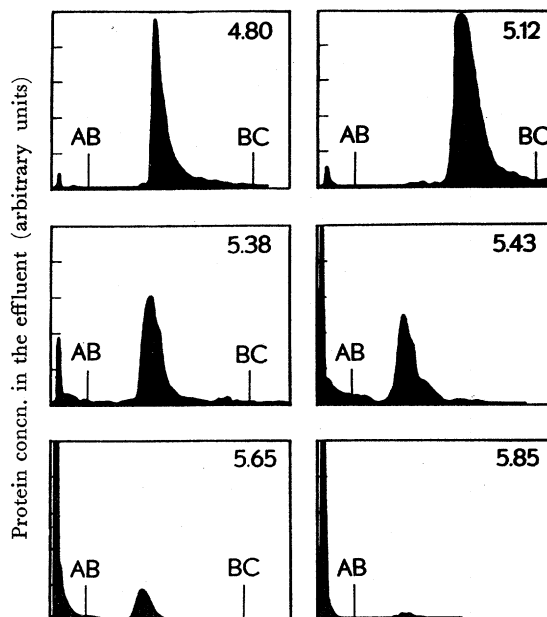 Protein concn. in the effluent (arbitrary units)
4.80
AB
BC
5.12
AB
BC
5.38
AB
BC
5.43
AB
5.65
AB
BC
5.85
AB